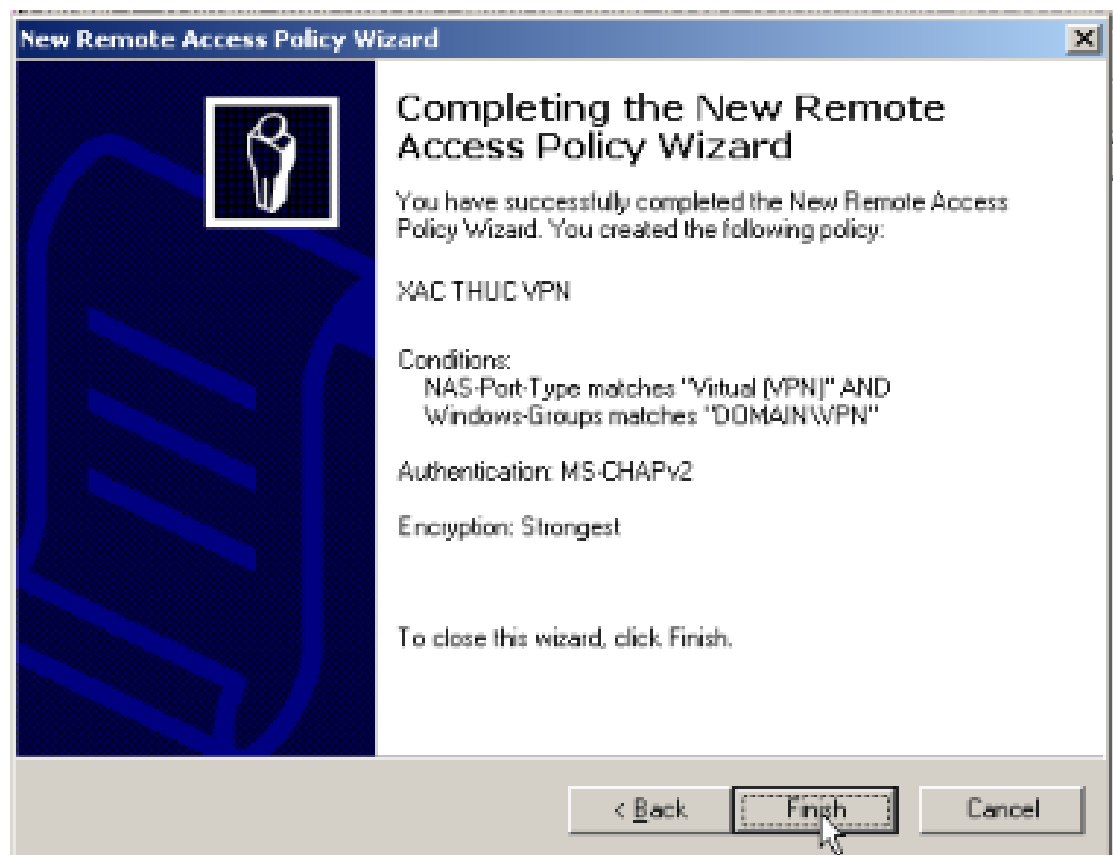 New Remote Access Policy Wizard
Completing the New Remote
Access Policy Wizard
You have successfully completed the New Remote Access
Policy Wizard. You created the following policy:
XAC THUC VPN
Conditions:
NAS-Port-Type matches "Virtual (VPN)" AND
Windows-Groups matches "DOMAIN\VPN"
Authentication: MS-CHAPv2
Encryption: Strongest
To close this wizard, click Finish.
< Back
Finish
Cancel